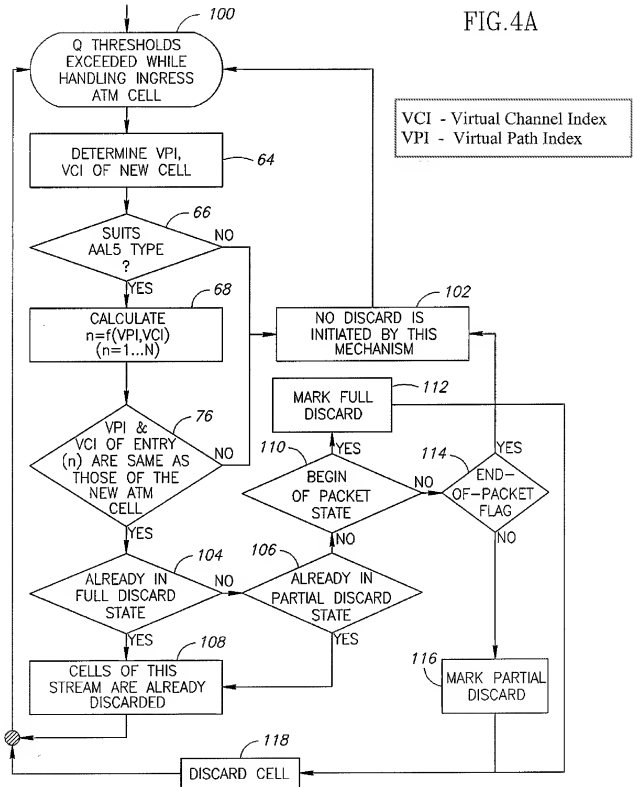 FIG.4A
100
Q THRESHOLDS
EXCEEDED WHILE
HANDLING INGRESS
ATM CELL
VCI - Virtual Channel Index
VPI - Virtual Path Index
DETERMINE VPI,
VCI OF NEW CELL
64
66
SUITS
AAL5 TYPE
?
NO
YES
68
CALCULATE
n=f(VPI,VCI)
(n=1...N)
102
NO DISCARD IS
INITIATED BY THIS
MECHANISM
112
MARK FULL
DISCARD
76
VPI &
VCI OF ENTRY
(n) ARE SAME AS
THOSE OF THE
NEW ATM
CELL
NO
YES
110
YES
BEGIN
OF PACKET
STATE
NO
NO
114
YES
END-
OF-PACKET
FLAG
NO
104
ALREADY IN
FULL DISCARD
STATE
NO
YES
106
ALREADY IN
PARTIAL DISCARD
STATE
YES
108
CELLS OF THIS
STREAM ARE ALREADY
DISCARDED
116
MARK PARTIAL
DISCARD
118
DISCARD CELL